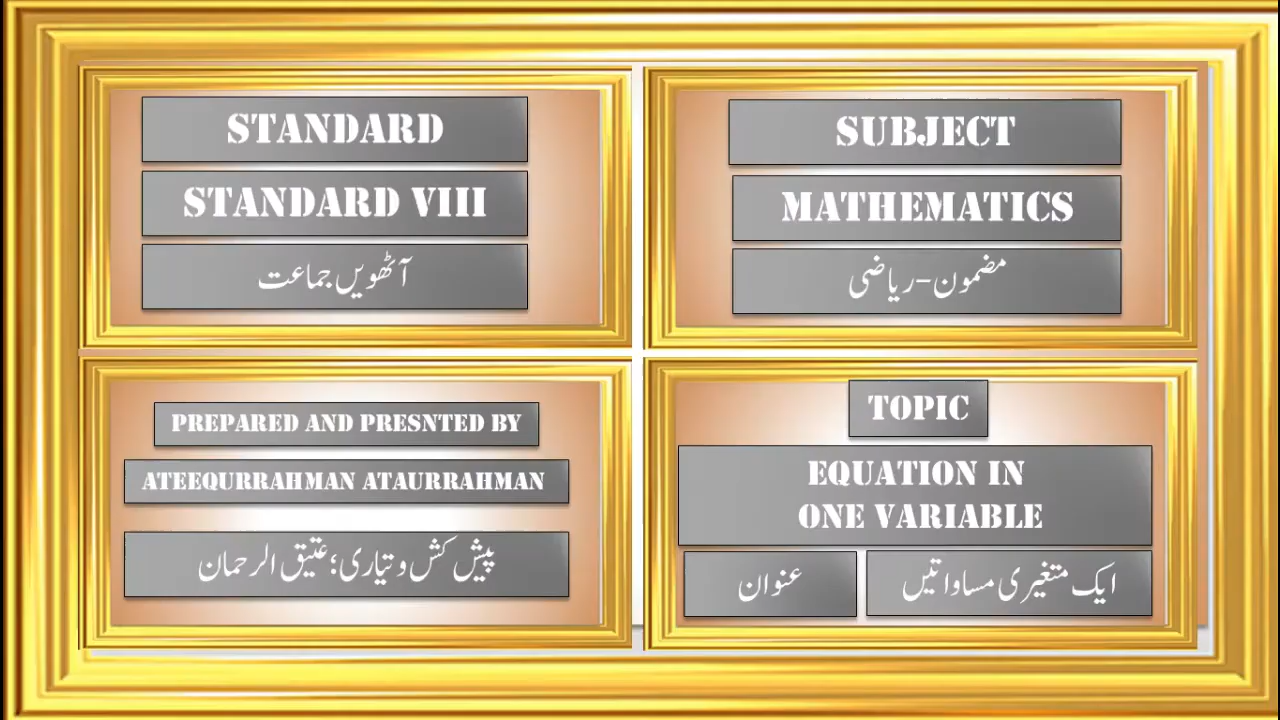 STANDARD
STANDARD VIII
آٹھویں جماعت
SUBJECT
MATHEMATICS
مضمون-ریاضی
PREPARED AND PRESNTED BY
ATEEQURRAHMAN ATAURRAHMAN
پیش کش و تیاری؛ عتیق الرحمان
TOPIC
EQUATION IN
ONE VARIABLE
ایک متغیری مساواتیں
عنوان